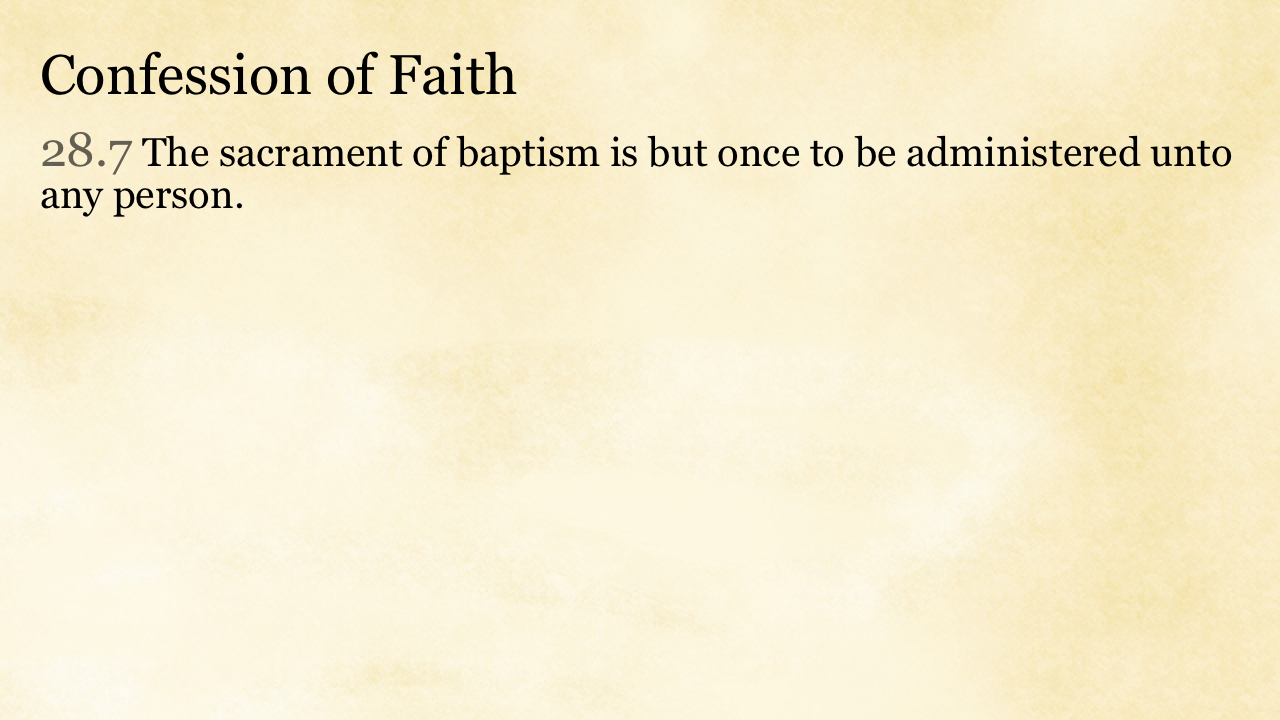 Confession of Faith
28.7 The sacrament of baptism is but once to be administered unto
any person.